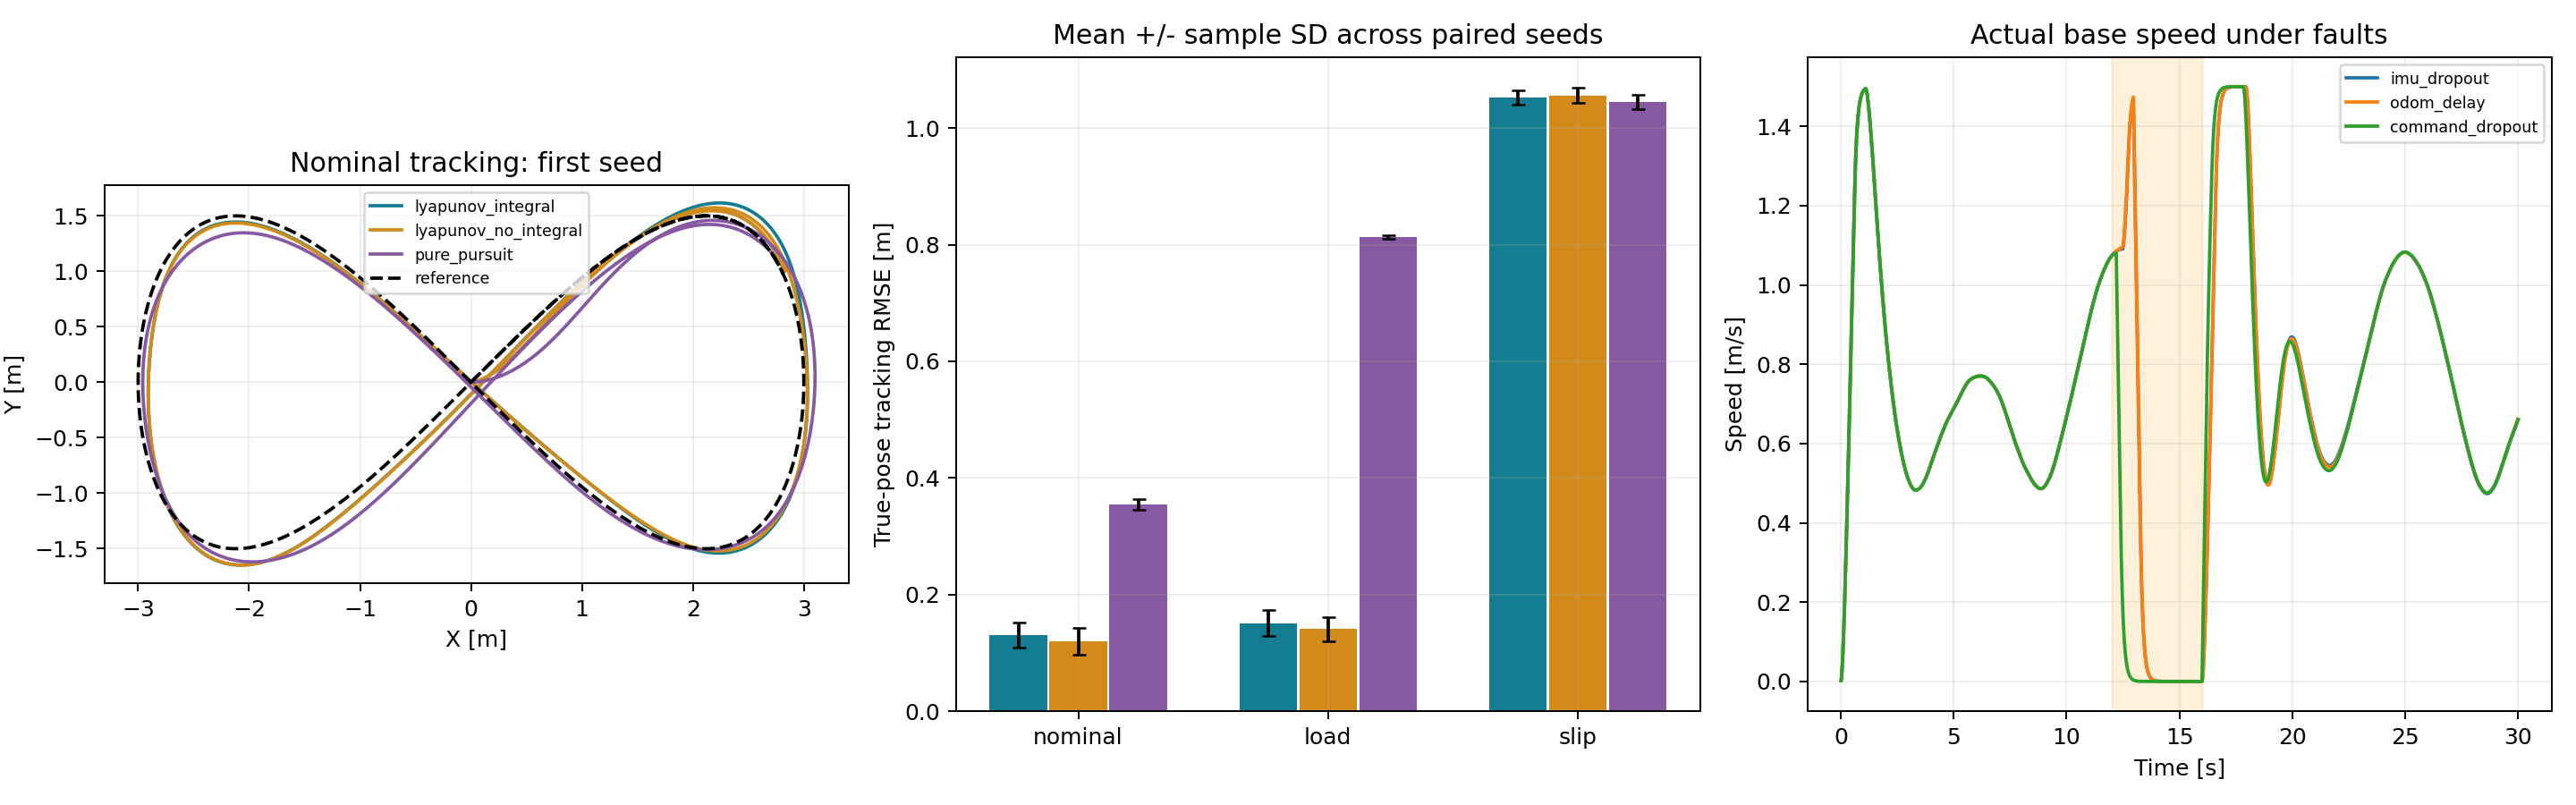 Nominal tracking: first seed
lyapunov_integral
lyapunov_no_integral
pure_pursuit
reference
1.5
1.0
0.5
0.0
−0.5
−1.0
−1.5
Y [m]
−3
−2
−1
0
1
2
3
X [m]
Mean +/- sample SD across paired seeds
True-pose tracking RMSE [m]
1.0
0.8
0.6
0.4
0.2
0.0
nominal
load
slip
Actual base speed under faults
imu_dropout
odom_delay
command_dropout
Speed [m/s]
1.4
1.2
1.0
0.8
0.6
0.4
0.2
0.0
0
5
10
15
20
25
30
Time [s]